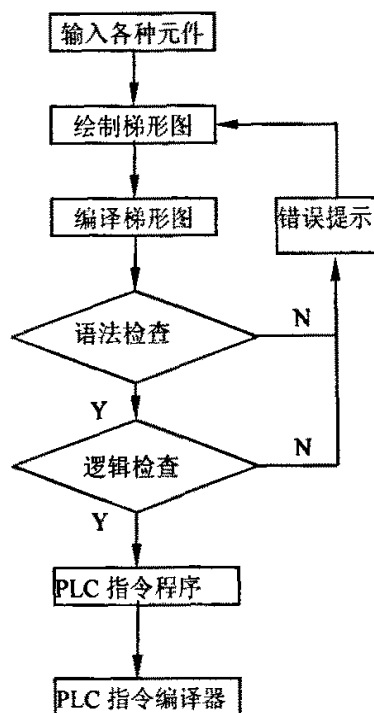 输入各种元件
绘制梯形图
编译梯形图
错误提示
语法检查
N
Y
逻辑检查
N
Y
PLC 指令程序
PLC 指令编译器